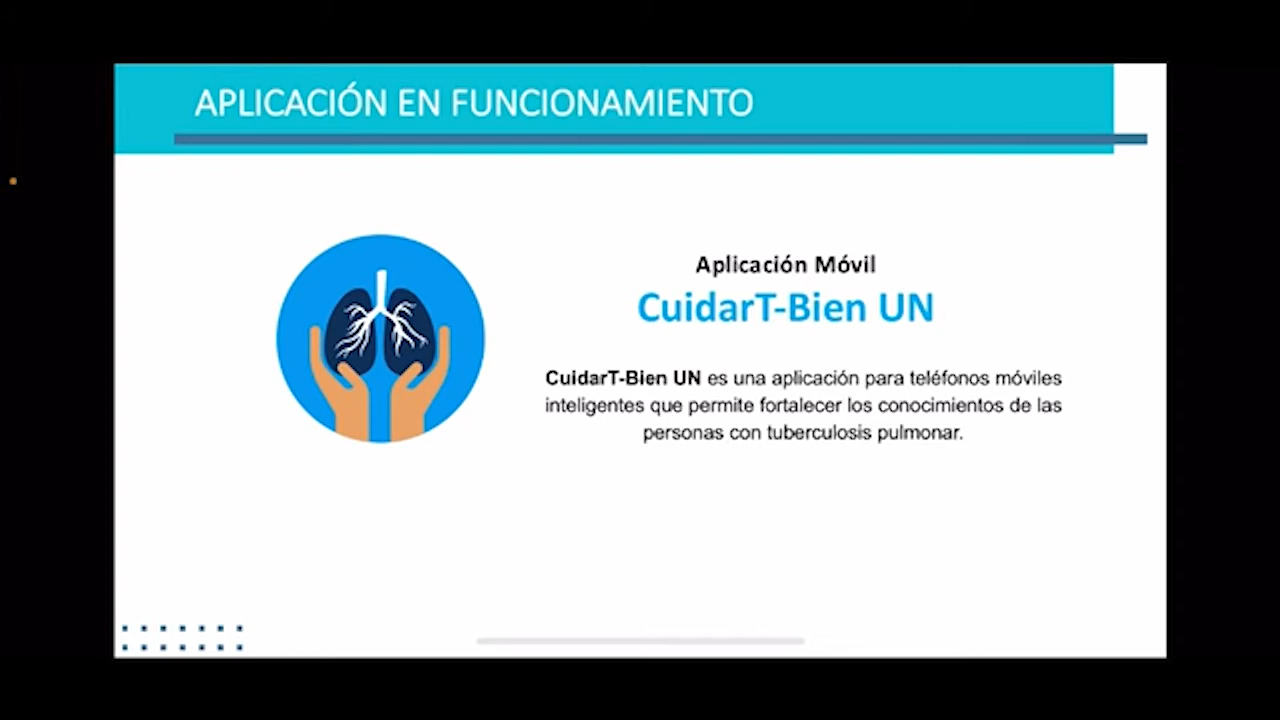 APLICACIÓN EN FUNCIONAMIENTO
Aplicación Móvil
CuidarT-Bien UN
CuidarT-Bien UN es una aplicación para teléfonos móviles
inteligentes que permite fortalecer los conocimientos de las
personas con tuberculosis pulmonar.